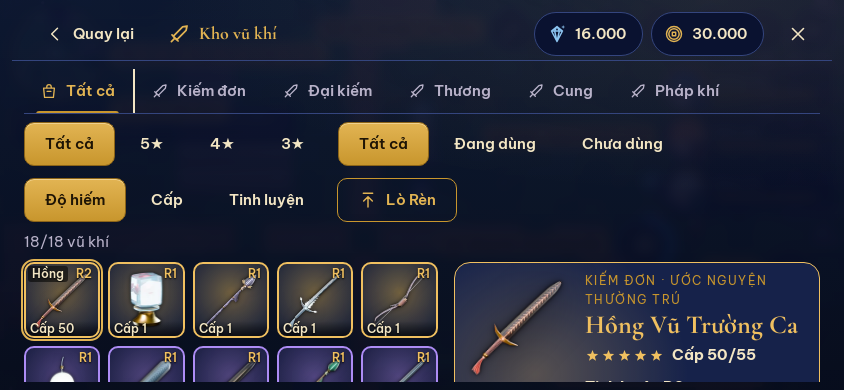 Quay lại Kho vũ khí 16.000 30.000
Tất cả Kiếm đơn Đại kiếm Thương Cung Pháp khí
Tất cả 5★ 4★ 3★ Tất cả Đang dùng Chưa dùng
Độ hiếm Cấp Tinh luyện Lò Rèn
18/18 vũ khí
Hồng R2 R1 R1 R1 R1
Cấp 50 Cấp 1 Cấp 1 Cấp 1 Cấp 1
R1 R1 R1 R1 R1
KIẾM ĐƠN · ƯỚC NGUYỆN
THƯỜNG TRÚ
Hồng Vũ Trường Ca
★★★★★ Cấp 50/55